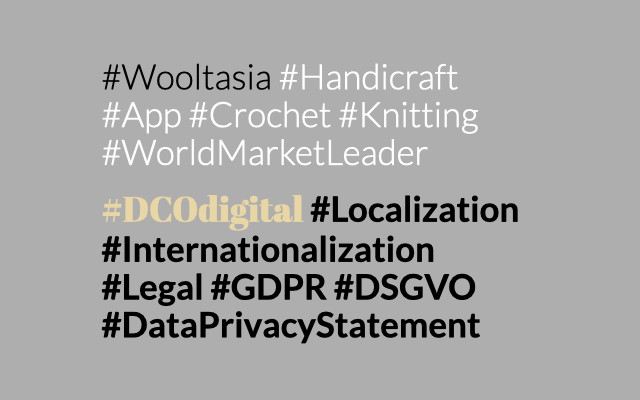 #Wooltasia #Handicraft
#App #Crochet #Knitting
#WorldMarketLeader
#DCOdigital #Localization
#Internationalization
#Legal #GDPR #DSGVO
#DataPrivacyStatement